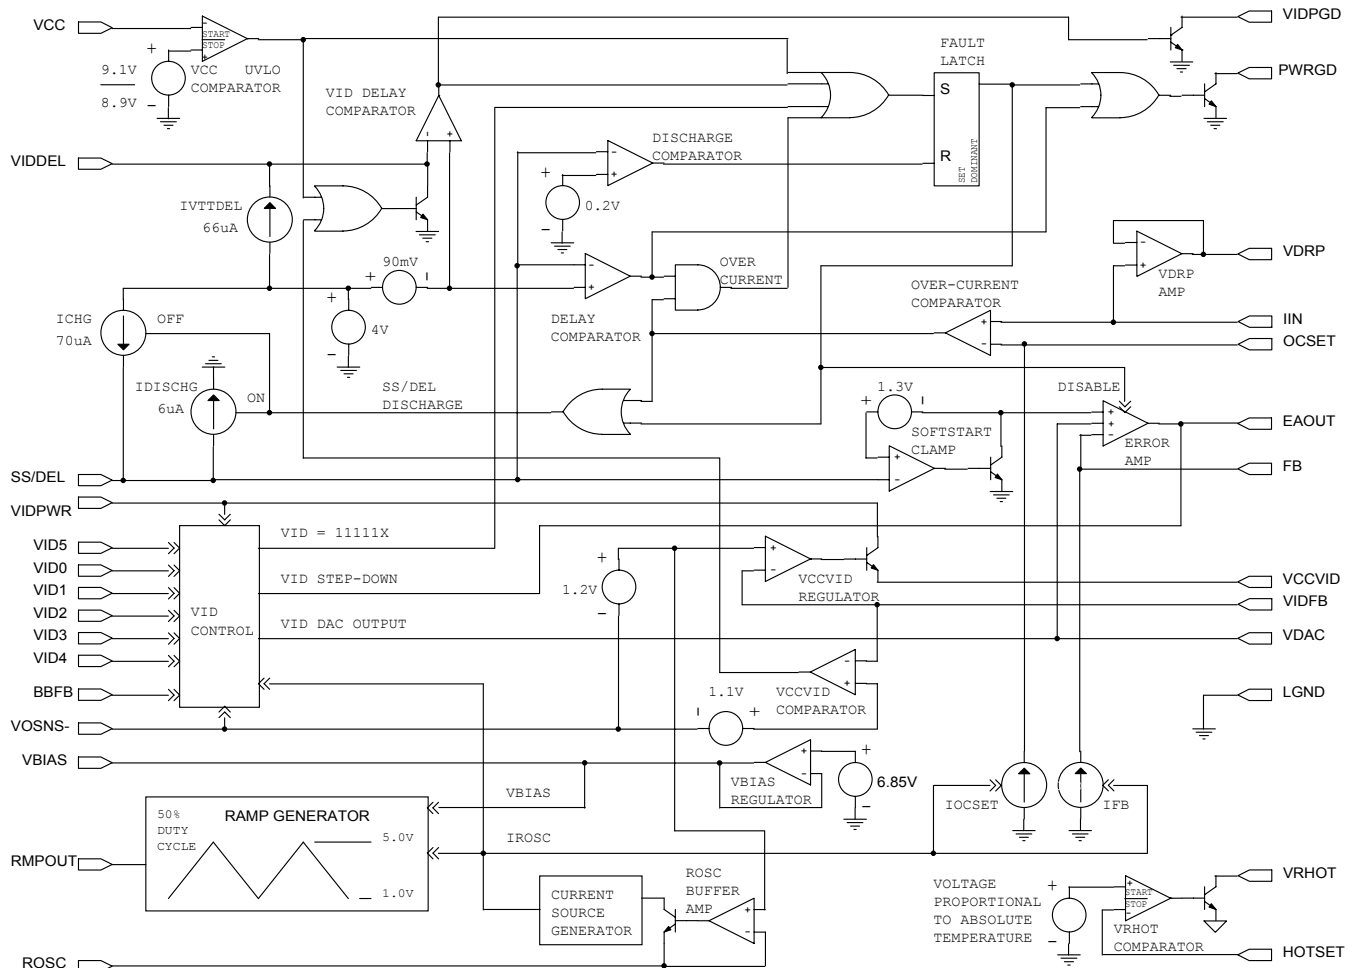 VCC
START
STOP
VCC UVLO
COMPARATOR
9.1V
8.9V
VIDPGD
FAULT
LATCH
S
R
SET
DOMINANT
PWRGD
VID DELAY
COMPARATOR
DISCHARGE
COMPARATOR
0.2V
VIDDEL
IVTTDEL
66uA
90mV
4V
OVER
CURRENT
DELAY
COMPARATOR
OVER-CURRENT
COMPARATOR
VDRP
AMP
VDRP
IIN
OCSET
ICHG
70uA
OFF
IDISCHG
6uA
ON
SS/DEL
DISCHARGE
1.3V
SOFTSTART
CLAMP
DISABLE
ERROR
AMP
EAOUT
FB
SS/DEL
VIDPWR
VID5
VID0
VID1
VID2
VID3
VID4
BBFB
VOSNS-
VID
CONTROL
VID = 11111X
VID STEP-DOWN
VID DAC OUTPUT
1.2V
VCCVID
REGULATOR
VCCVID
VIDFB
VDAC
1.1V
VCCVID
COMPARATOR
LGND
VBIAS
VBIAS
REGULATOR
6.85V
IOCSET
IFB
VBIAS
IROSC
50%
DUTY
CYCLE
RAMP GENERATOR
5.0V
1.0V
RMPOUT
CURRENT
SOURCE
GENERATOR
ROSC
BUFFER
AMP
ROSC
VOLTAGE
PROPORTIONAL
TO ABSOLUTE
TEMPERATURE
START
STOP
VRHOT
COMPARATOR
VRHOT
HOTSET